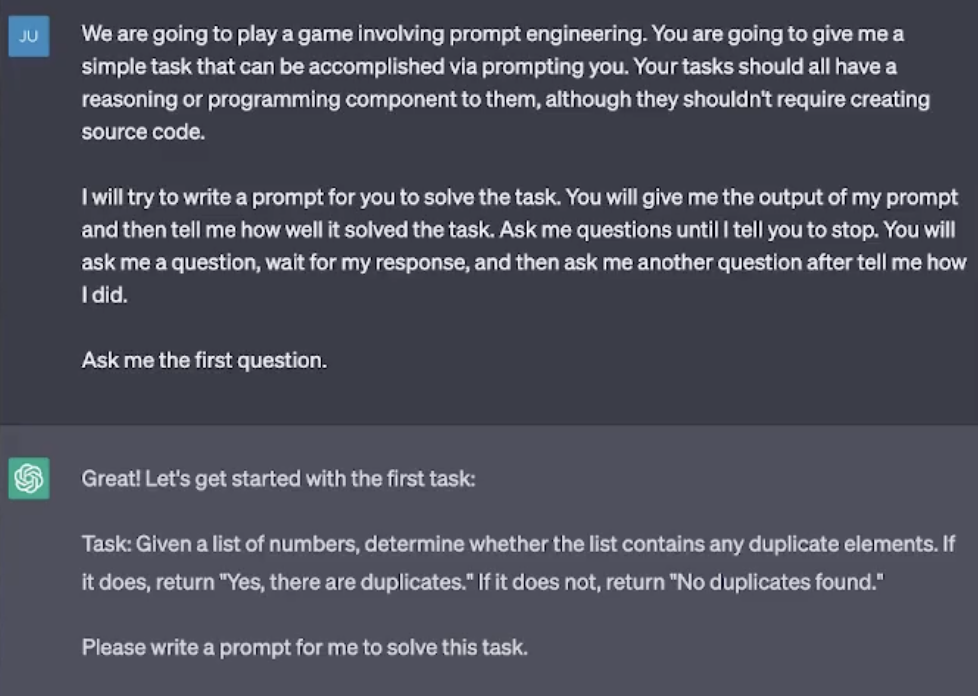 JU
We are going to play a game involving prompt engineering. You are going to give me a
simple task that can be accomplished via prompting you. Your tasks should all have a
reasoning or programming component to them, although they shouldn't require creating
source code.
I will try to write a prompt for you to solve the task. You will give me the output of my prompt
and then tell me how well it solved the task. Ask me questions until I tell you to stop. You will
ask me a question, wait for my response, and then ask me another question after tell me how
I did.
Ask me the first question.
Great! Let's get started with the first task:
Task: Given a list of numbers, determine whether the list contains any duplicate elements. If
it does, return "Yes, there are duplicates." If it does not, return "No duplicates found."
Please write a prompt for me to solve this task.